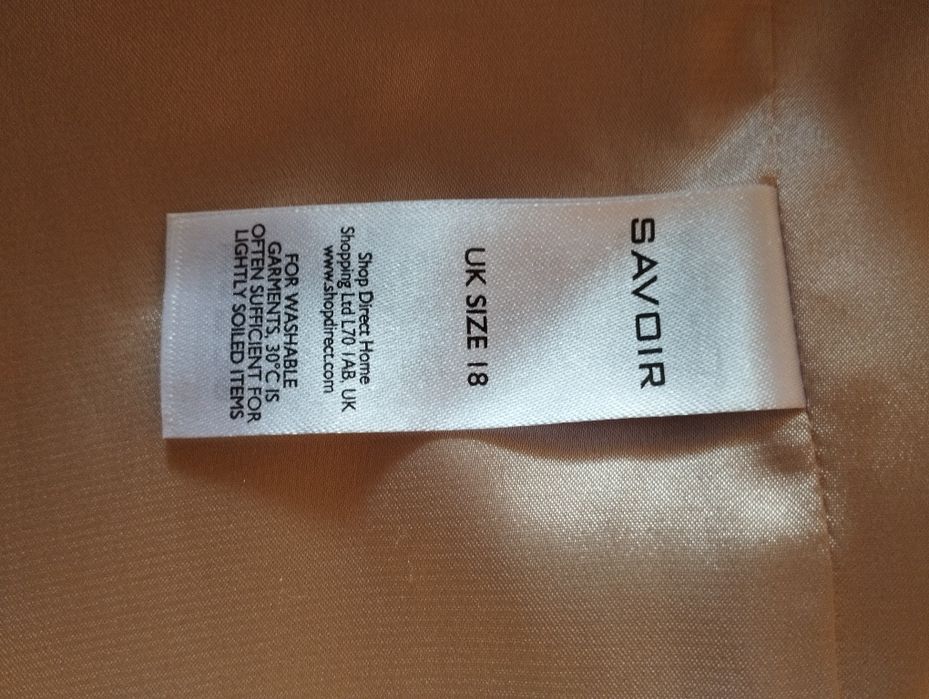 SAVOIR
UK SIZE 18
Shop Direct Home
Shopping Ltd L70 1AB, UK
www.shopdirect.com
FOR WASHABLE
GARMENTS, 30°C IS
OFTEN SUFFICIENT FOR
LIGHTLY SOILED ITEMS